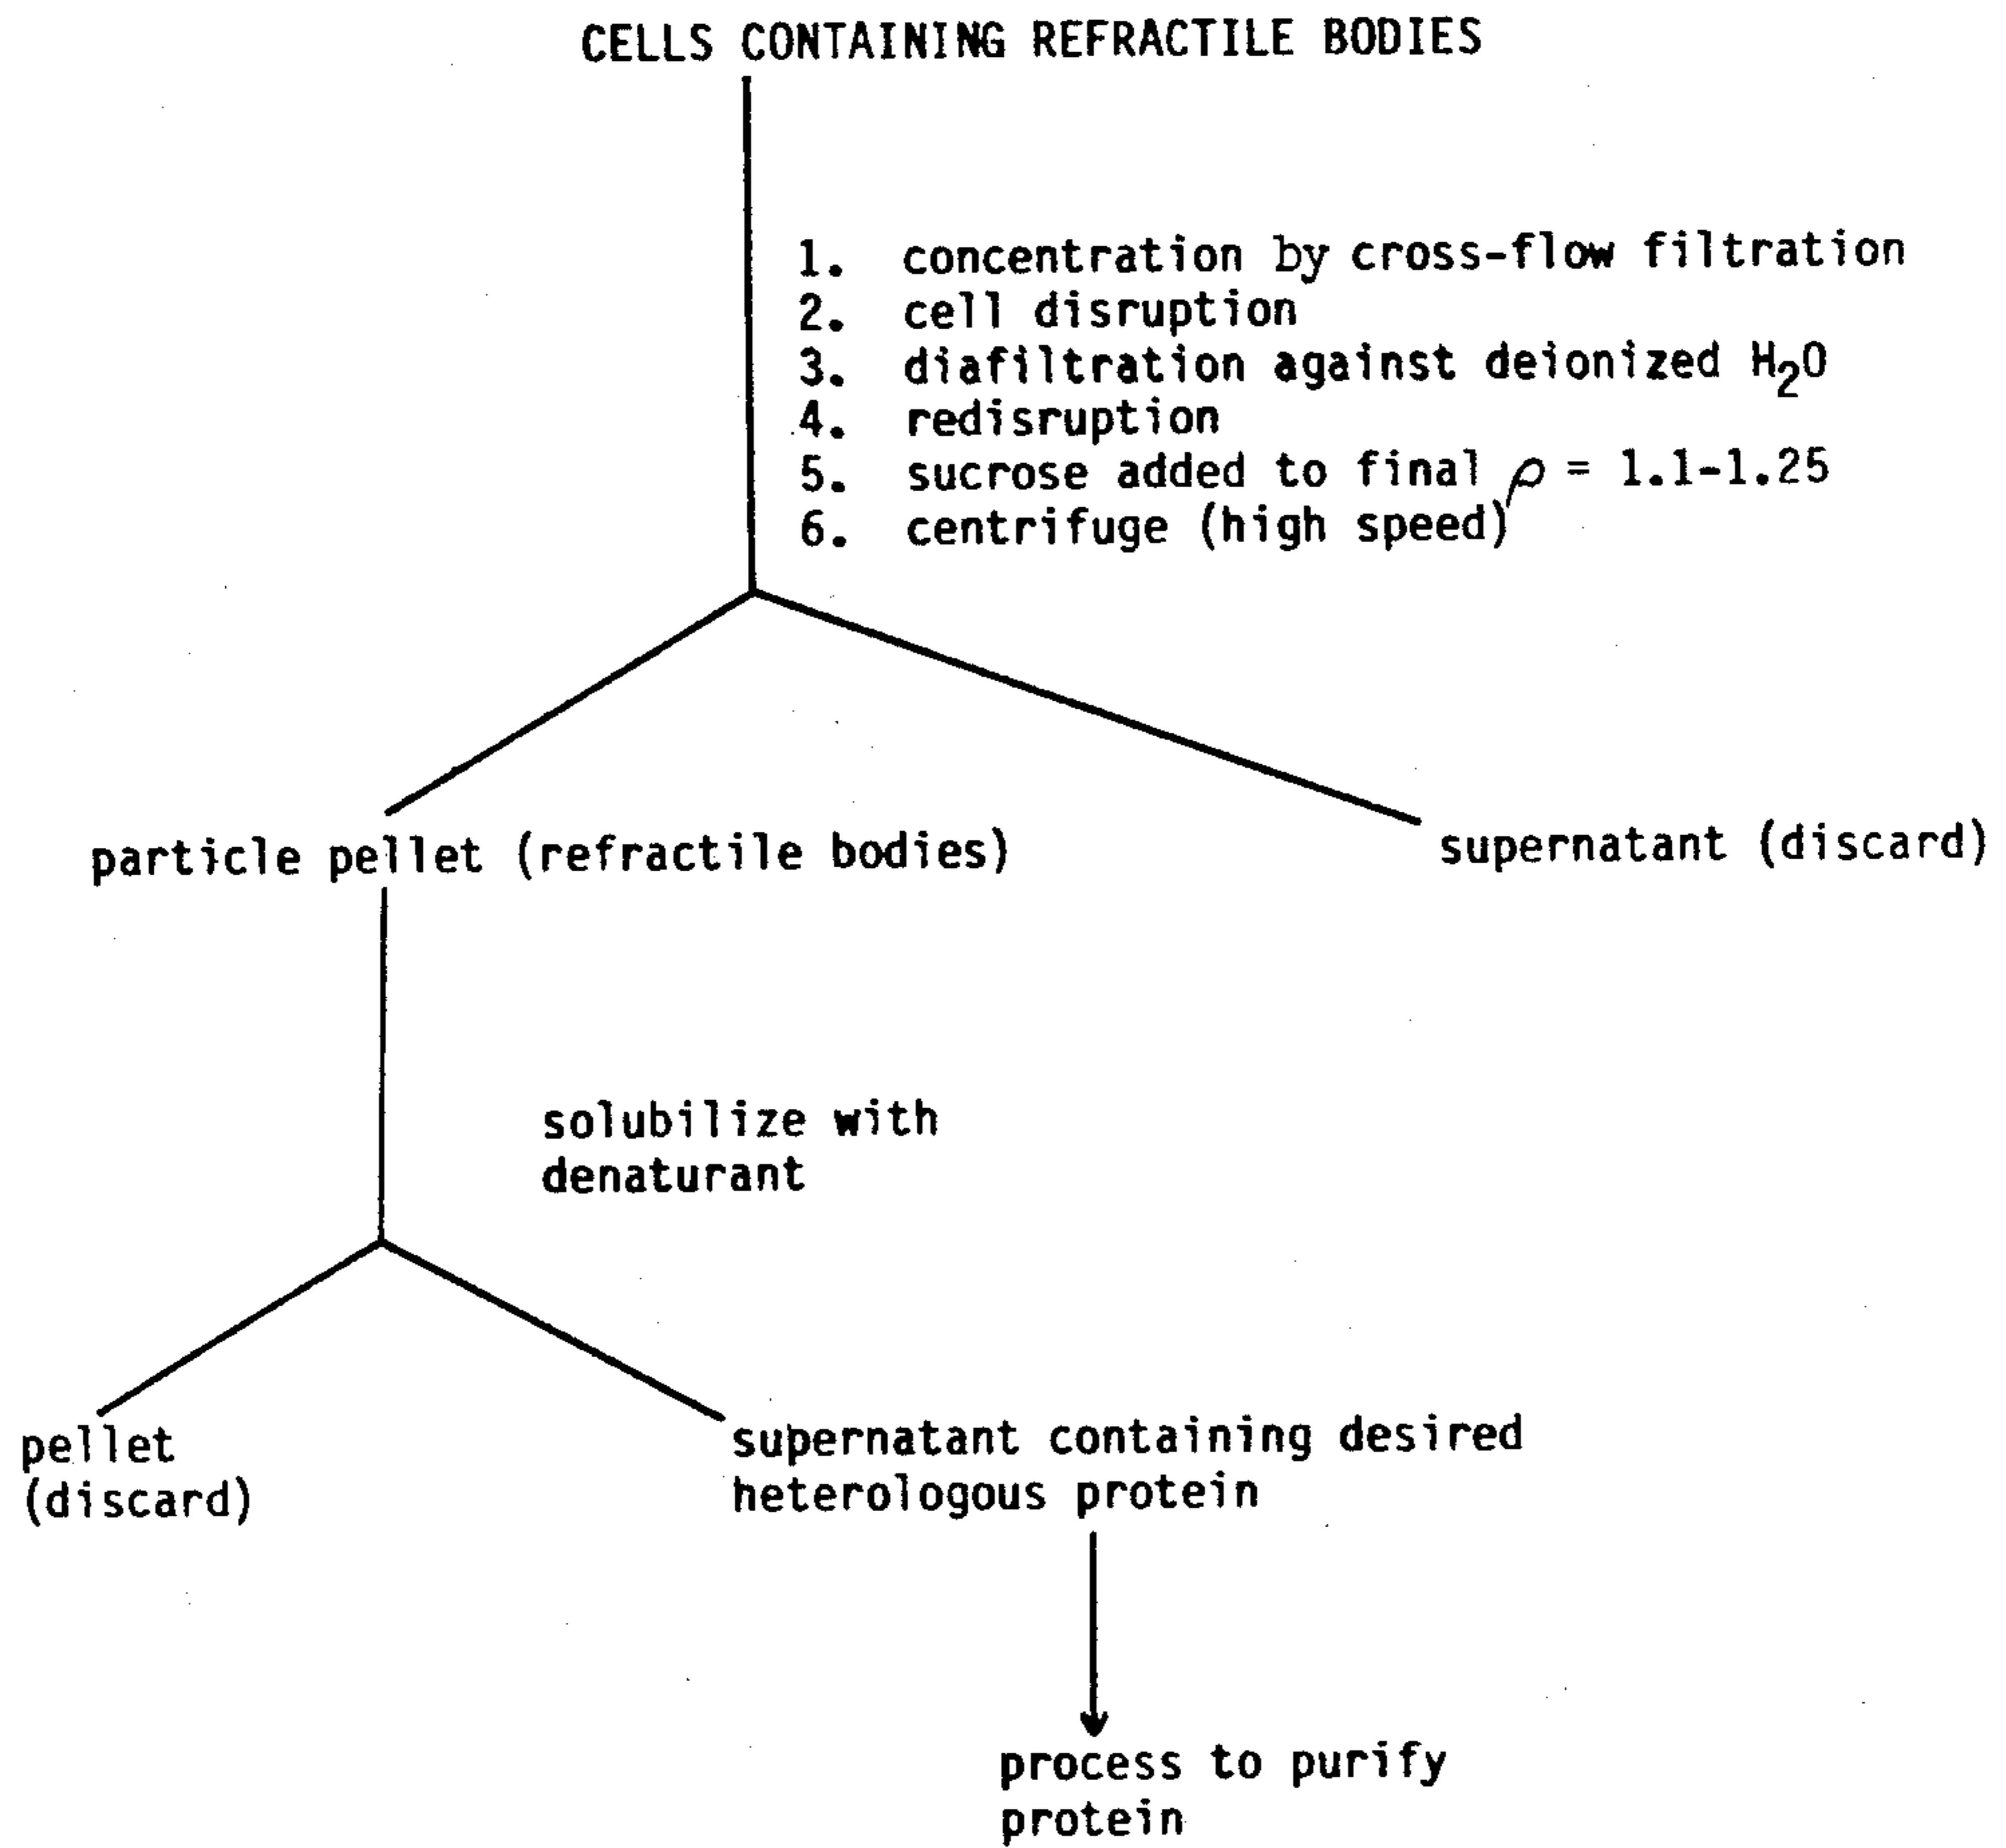 CELLS CONTAINING REFRACTILE BODIES
1. concentration by cross-flow filtration
2. cell disruption
3. diafiltration against deionized H₂O
4. redisruption
5. sucrose added to final ρ = 1.1-1.25
6. centrifuge (high speed)
particle pellet (refractile bodies)
supernatant (discard)
solubilize with
denaturant
pellet
(discard)
supernatant containing desired
heterologous protein
process to purify
protein